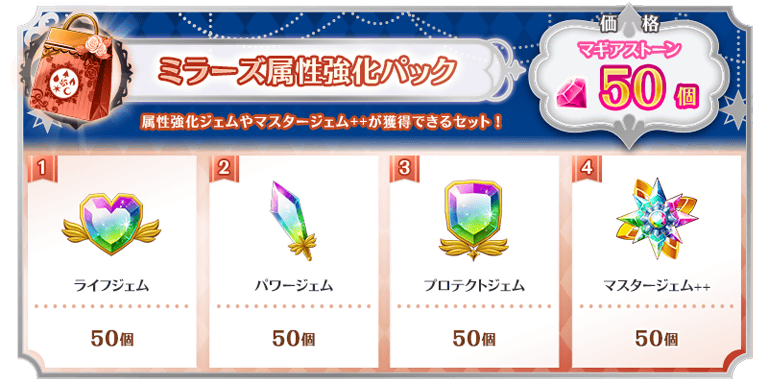 価格
ミラーズ属性強化パック
マギアストーン
50個
属性強化ジェムやマスタージェム++が獲得できるセット！
1
2
3
4
ライフジェム
パワージェム
プロテクトジェム
マスタージェム++
50個
50個
50個
50個